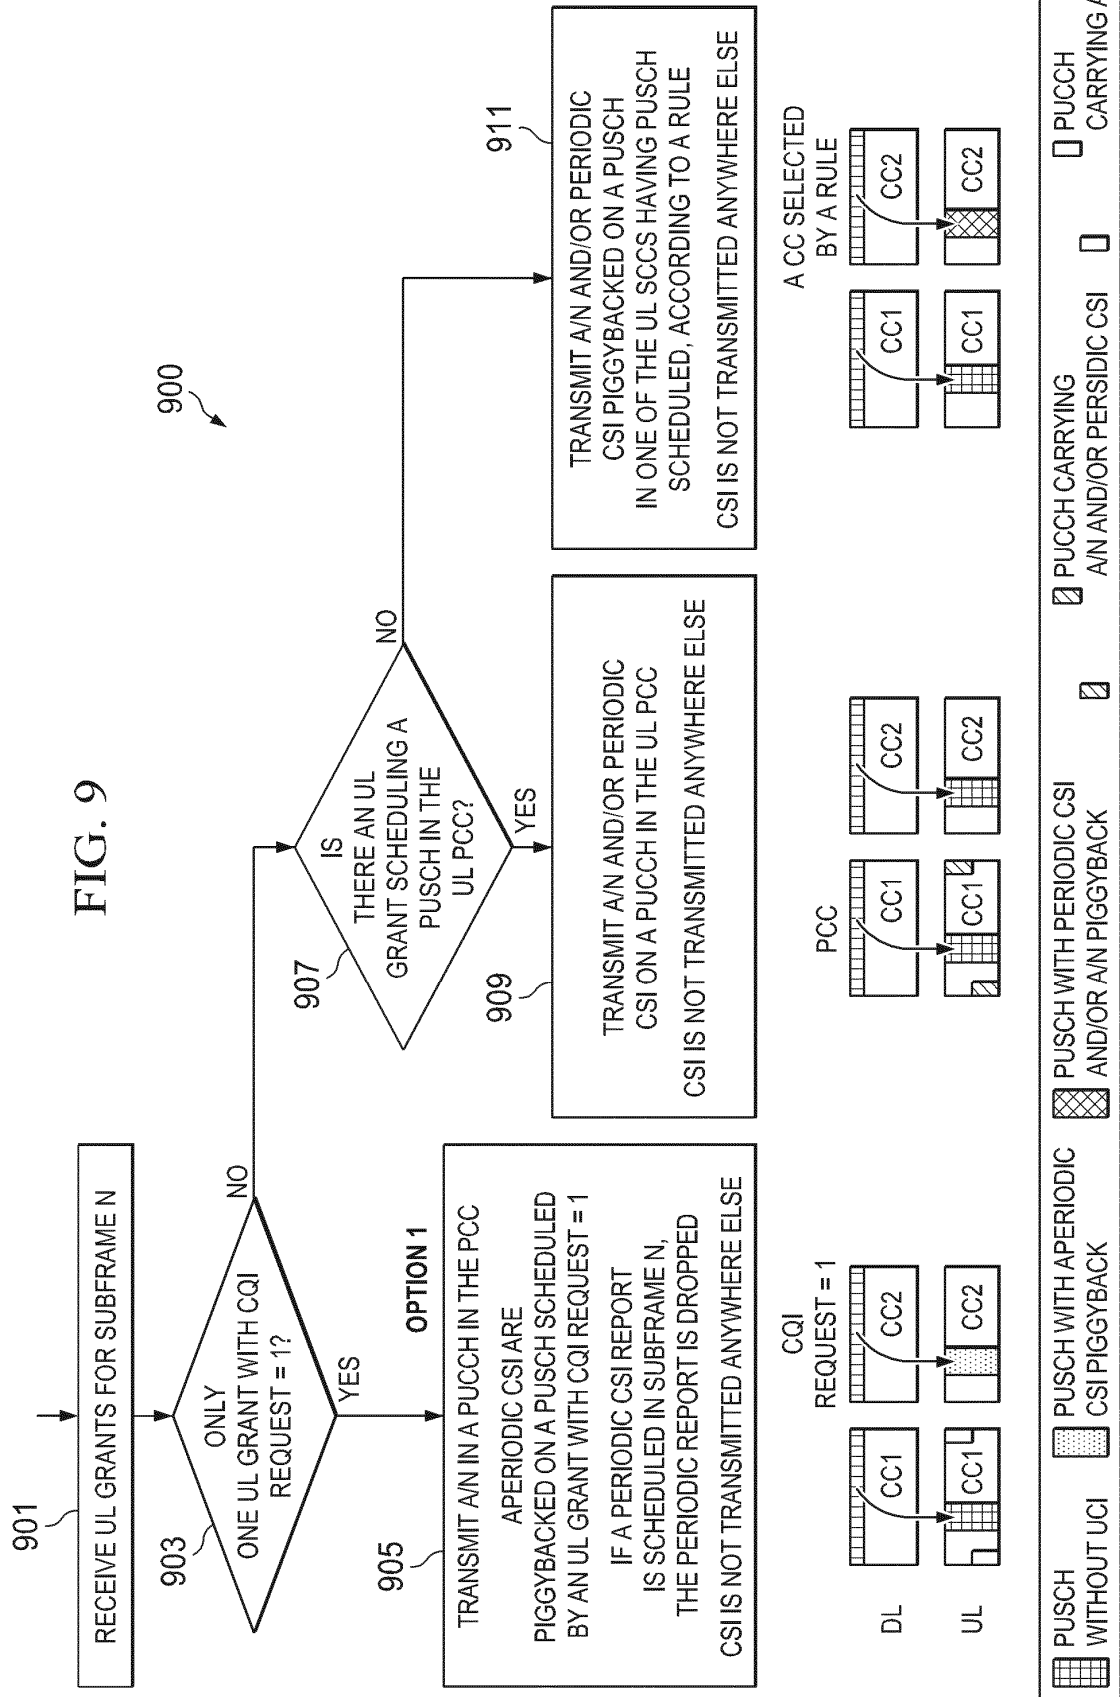 FIG. 9
900
901
RECEIVE UL GRANTS FOR SUBFRAME N
903
ONLY
ONE UL GRANT WITH CQI
REQUEST = 1?
NO
YES
907
IS
THERE AN UL
GRANT SCHEDULING A
PUSCH IN THE
UL PCC?
NO
YES
905
OPTION 1
TRANSMIT A/N IN A PUCCH IN THE PCC
APERIODIC CSI ARE
PIGGYBACKED ON A PUSCH SCHEDULED
BY AN UL GRANT WITH CQI REQUEST = 1
IF A PERIODIC CSI REPORT
IS SCHEDULED IN SUBFRAME N,
THE PERIODIC REPORT IS DROPPED
CSI IS NOT TRANSMITTED ANYWHERE ELSE
909
TRANSMIT A/N AND/OR PERIODIC
CSI ON A PUCCH IN THE UL PCC
CSI IS NOT TRANSMITTED ANYWHERE ELSE
911
TRANSMIT A/N AND/OR PERIODIC
CSI PIGGYBACKED ON A PUSCH
IN ONE OF THE UL SCCS HAVING PUSCH
SCHEDULED, ACCORDING TO A RULE
CSI IS NOT TRANSMITTED ANYWHERE ELSE
CQI
REQUEST = 1
PCC
A CC SELECTED
BY A RULE
DL
CC1
CC2
CC1
CC2
CC1
CC2
UL
CC1
CC2
CC1
CC2
CC1
CC2
PUSCH
WITHOUT UCI
PUSCH WITH APERIODIC
CSI PIGGYBACK
PUSCH WITH PERIODIC CSI
AND/OR A/N PIGGYBACK
PUCCH CARRYING
A/N AND/OR PERSIDIC CSI
PUCCH
CARRYING